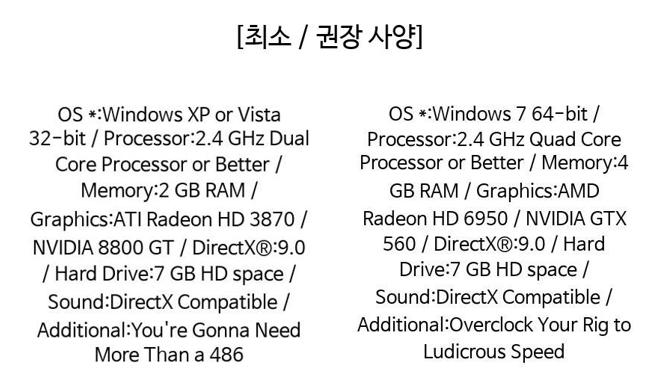 [최소 / 권장 사양]
OS *:Windows XP or Vista
32-bit / Processor:2.4 GHz Dual
Core Processor or Better /
Memory:2 GB RAM /
Graphics:ATI Radeon HD 3870 /
NVIDIA 8800 GT / DirectX®:9.0
/ Hard Drive:7 GB HD space /
Sound:DirectX Compatible /
Additional:You're Gonna Need
More Than a 486
OS *:Windows 7 64-bit /
Processor:2.4 GHz Quad Core
Processor or Better / Memory:4
GB RAM / Graphics:AMD
Radeon HD 6950 / NVIDIA GTX
560 / DirectX®:9.0 / Hard
Drive:7 GB HD space /
Sound:DirectX Compatible /
Additional:Overclock Your Rig to
Ludicrous Speed